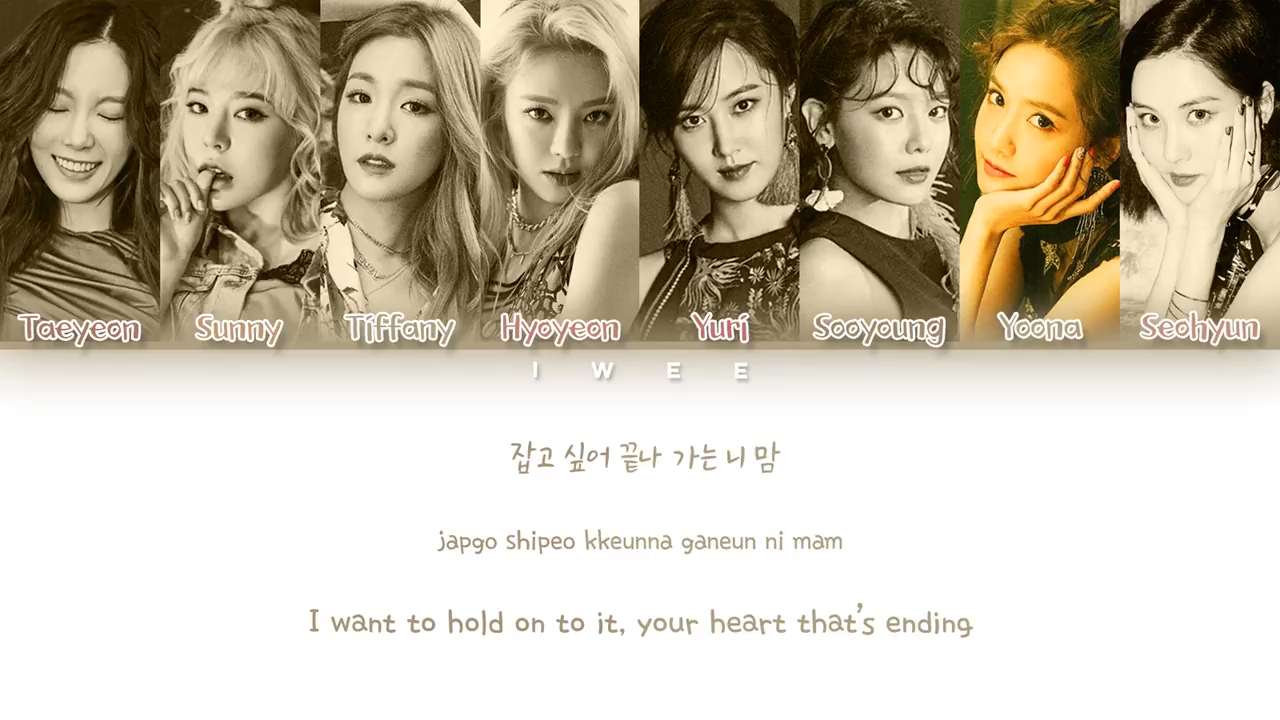 Taeyeon Sunny Tiffany Hyoyeon Yuri Sooyoung Yoona Seohyun
I W E E
잡고 싶어 끝나 가는 니 맘
japgo shipeo kkeunna ganeun ni mam
I want to hold on to it, your heart that's ending